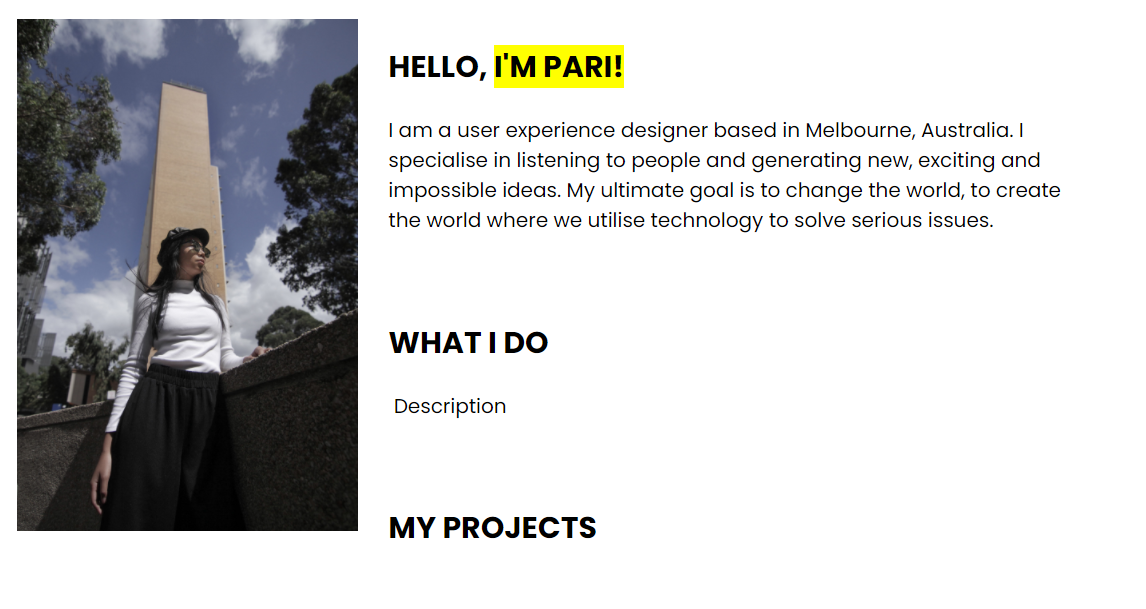 HELLO, I'M PARI!
I am a user experience designer based in Melbourne, Australia. I
specialise in listening to people and generating new, exciting and
impossible ideas. My ultimate goal is to change the world, to create
the world where we utilise technology to solve serious issues.
WHAT I DO
Description
MY PROJECTS